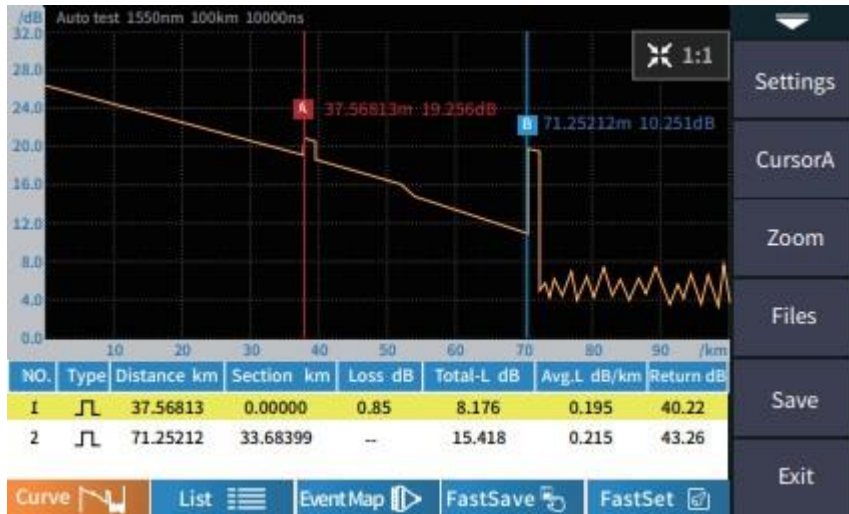 /dB Auto test 1550nm 100km 10000ns
32.0
28.0
24.0
20.0
16.0
12.0
8.0
4.0
0.0
1:1
A 37.56813m 19.256dB
B 71.25212m 10.251dB
10 20 30 40 50 60 70 80 90 /km
NO. Type Distance km Section km Loss dB Total-L dB Avg.L dB/km Return dB
1 37.56813 0.00000 0.85 8.176 0.195 40.22
2 71.25212 33.68399 -- 15.418 0.215 43.26
Curve List Event Map FastSave FastSet
Settings
CursorA
Zoom
Files
Save
Exit